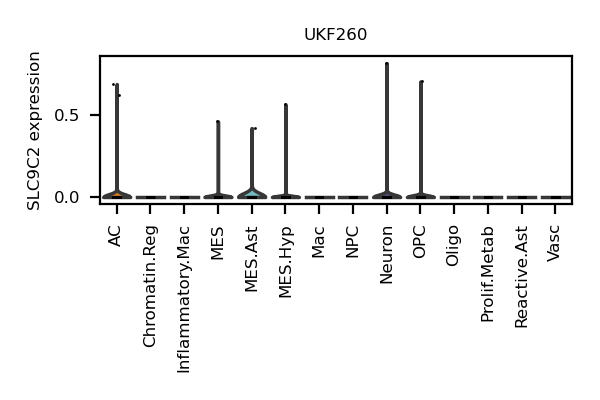 UKF260
SLC9C2 expression
0.5
0.0
AC
Chromatin.Reg
Inflammatory.Mac
MES
MES.Ast
MES.Hyp
Mac
NPC
Neuron
OPC
Oligo
Prolif.Metab
Reactive.Ast
Vasc